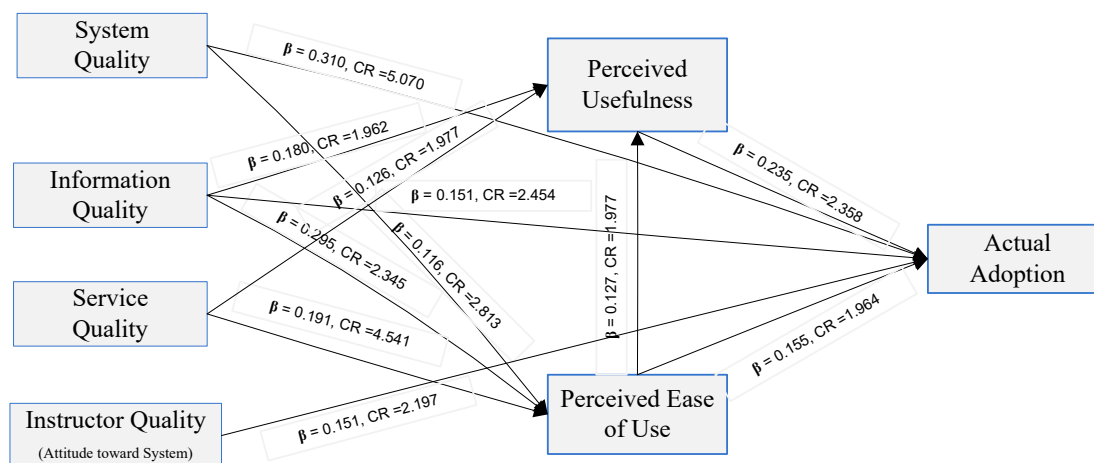 System
Quality
β = 0.310, CR =5.070
Perceived
Usefulness
β = 0.180, CR =1.962
β = 0.126, CR =1.977
β = 0.235, CR =2.358
Information
Quality
β = 0.151, CR =2.454
β = 0.295, CR =2.345
β = 0.116, CR =2.813
β = 0.127, CR =1.977
Actual
Adoption
Service
Quality
β = 0.191, CR =4.541
β = 0.155, CR =1.964
Instructor Quality
(Attitude toward System)
β = 0.151, CR =2.197
Perceived Ease
of Use